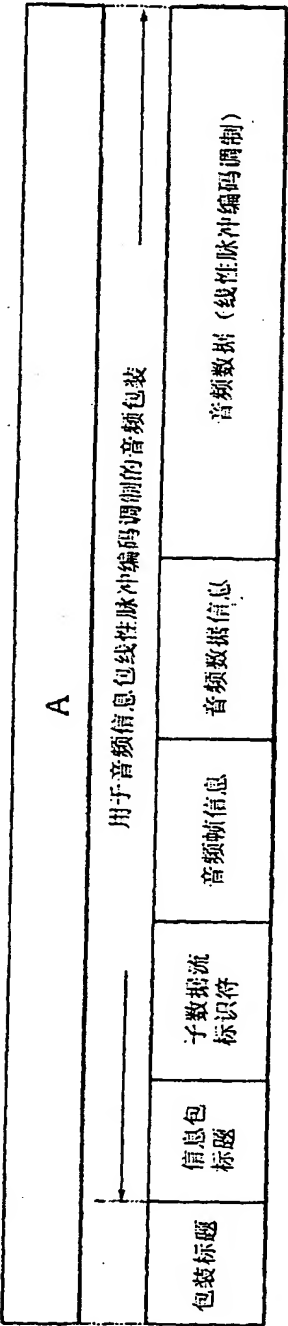 A
用于音频信息包线性脉冲编码调制的音频包装
包装标题
信息包
标题
子数据流
标识符
音频帧信息
音频数据信息
音频数据（线性脉冲编码调制）